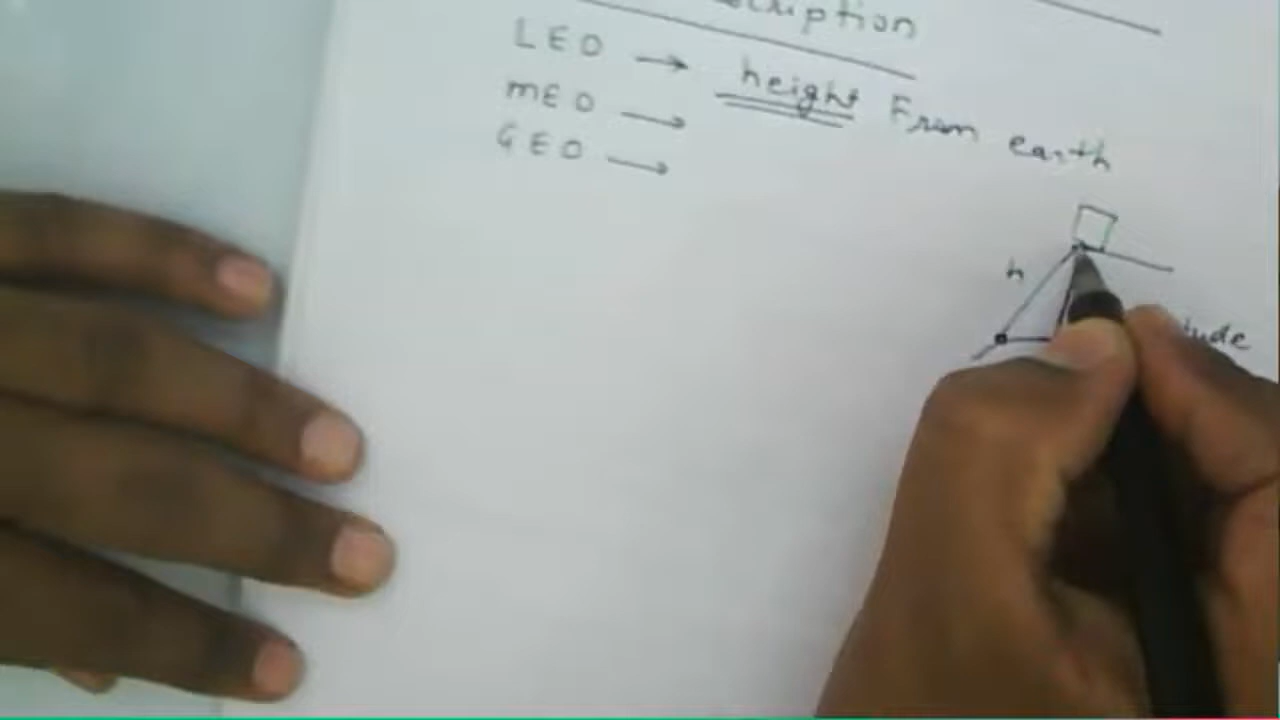 LEO → height From earth
MEO →
GEO →
h